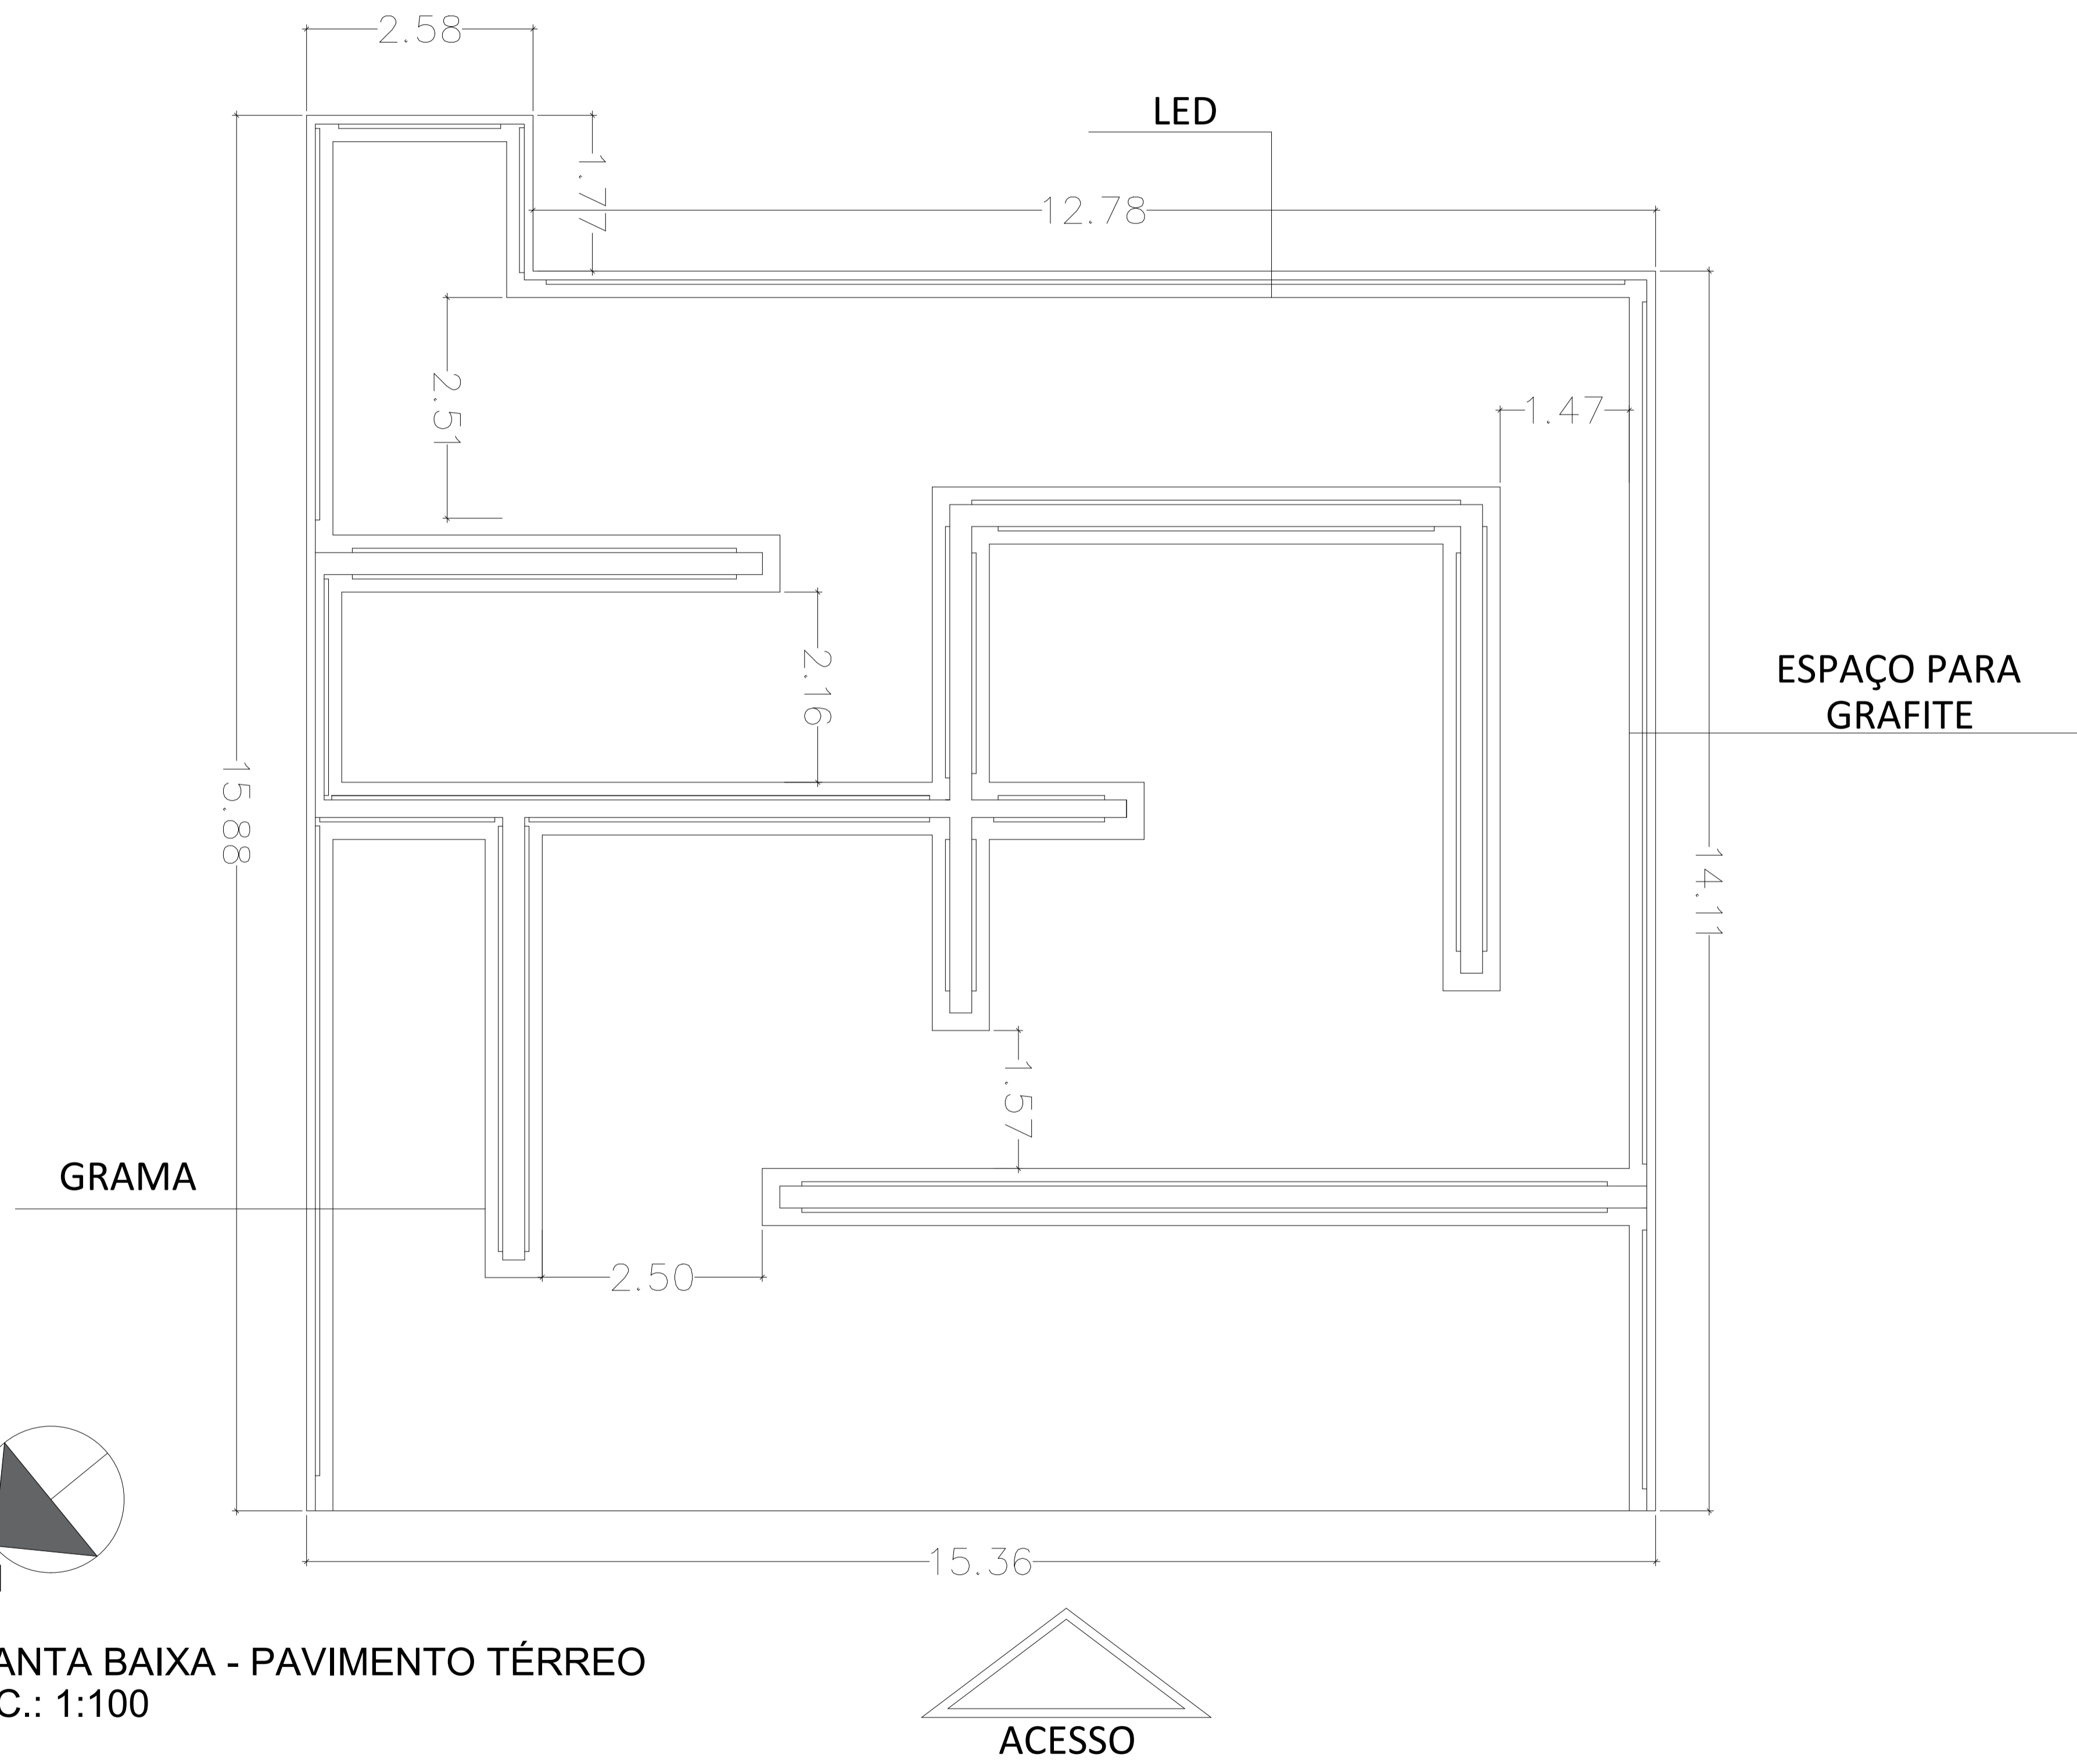 2.58
LED
1.77
12.78
2.51
1.47
2.16
ESPAÇO PARA
GRAFITE
15.88
14.11
1.57
GRAMA
2.50
15.36
ANTA BAIXA - PAVIMENTO TÉRREO
C.: 1:100
ACESSO